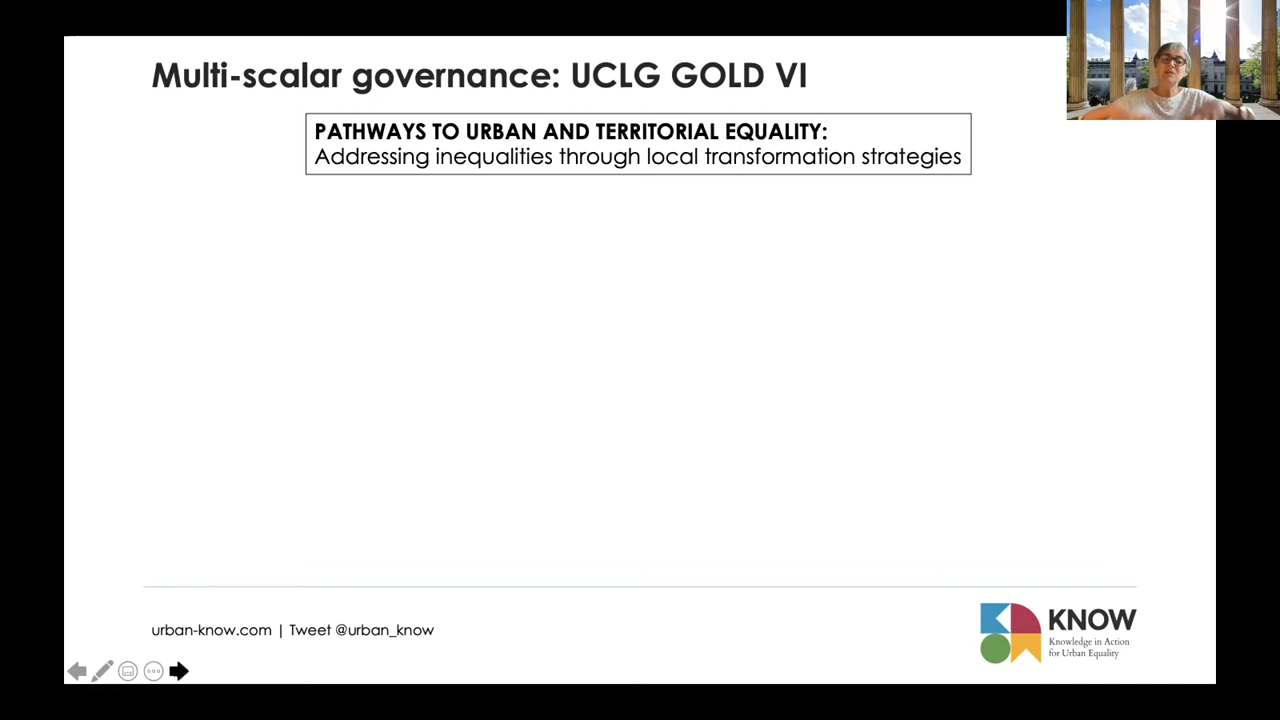 Multi-scalar governance: UCLG GOLD VI
PATHWAYS TO URBAN AND TERRITORIAL EQUALITY:
Addressing inequalities through local transformation strategies
urban-know.com | Tweet @urban_know
KNOW
Knowledge in Action
for Urban Equality